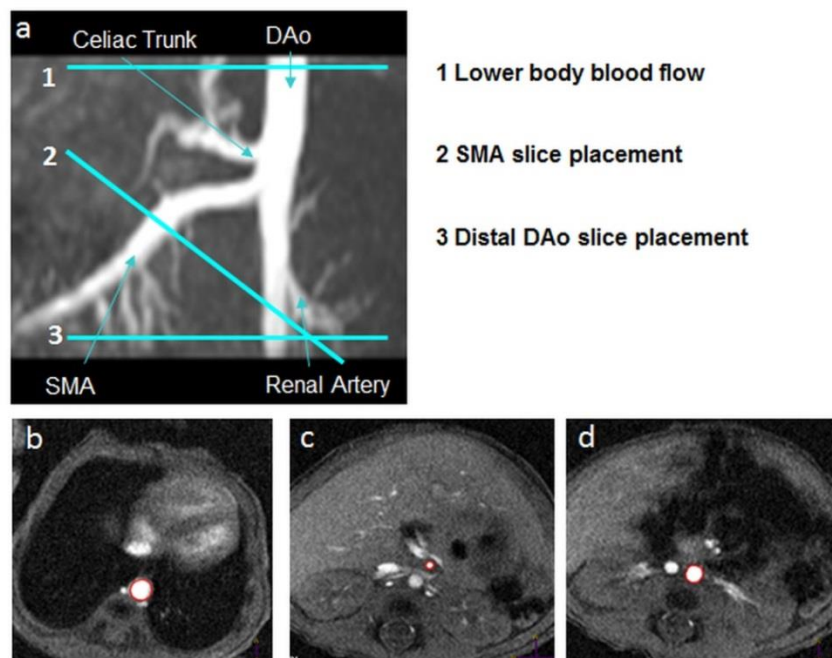 a
Celiac Trunk
DAo
1
2
3
SMA
Renal Artery
1 Lower body blood flow
2 SMA slice placement
3 Distal DAo slice placement
b
c
d